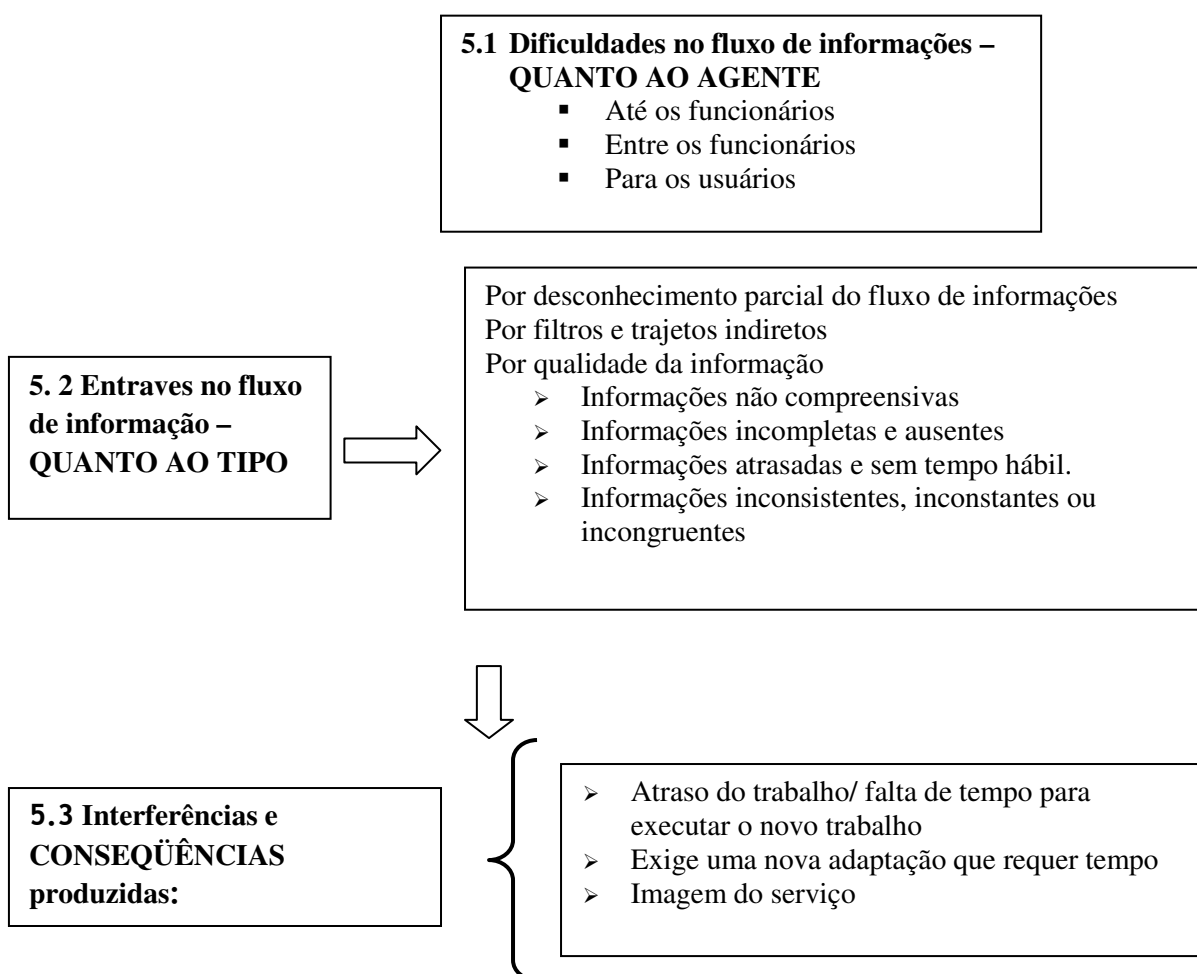 5.1 Dificuldades no fluxo de informações –
QUANTO AO AGENTE
▪ Até os funcionários
▪ Entre os funcionários
▪ Para os usuários
5. 2 Entraves no fluxo
de informação –
QUANTO AO TIPO
Por desconhecimento parcial do fluxo de informações
Por filtros e trajetos indiretos
Por qualidade da informação
➢ Informações não compreensivas
➢ Informações incompletas e ausentes
➢ Informações atrasadas e sem tempo hábil.
➢ Informações inconsistentes, inconstantes ou
incongruentes
5.3 Interferências e
CONSEQÜÊNCIAS
produzidas:
➢ Atraso do trabalho/ falta de tempo para
executar o novo trabalho
➢ Exige uma nova adaptação que requer tempo
➢ Imagem do serviço